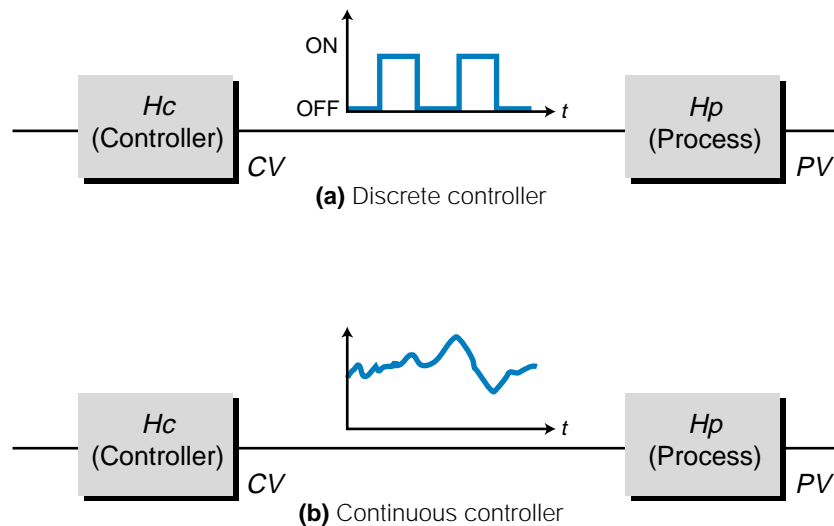 ON
OFF
t
Hc
(Controller)
CV
Hp
(Process)
PV
(a) Discrete controller
t
Hc
(Controller)
CV
Hp
(Process)
PV
(b) Continuous controller